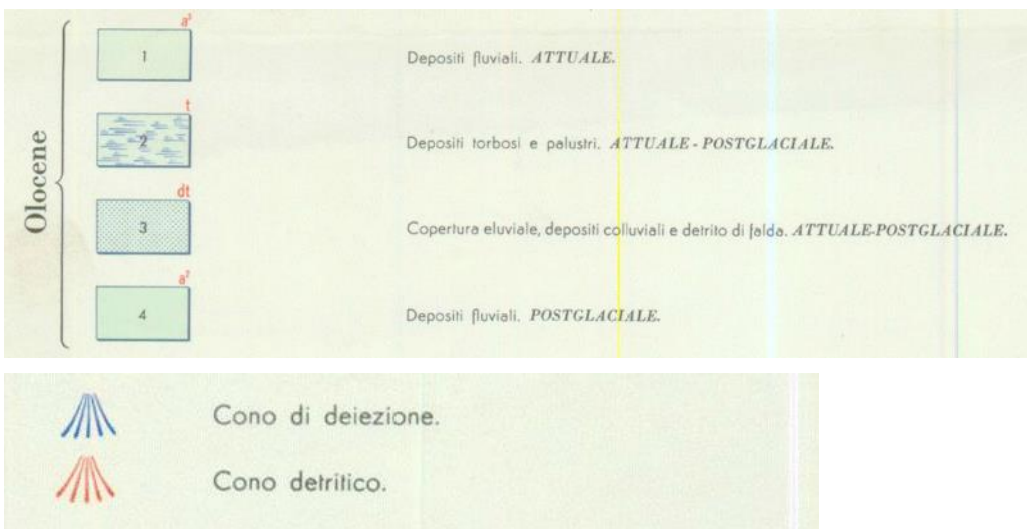 Olocene
a³
1 Depositi fluviali. ATTUALE.
t
2 Depositi torbosi e palustri. ATTUALE - POSTGLACIALE.
dt
3 Copertura eluviale, depositi colluviali e detrito di falda. ATTUALE-POSTGLACIALE.
a²
4 Depositi fluviali. POSTGLACIALE.
Cono di deiezione.
Cono detritico.